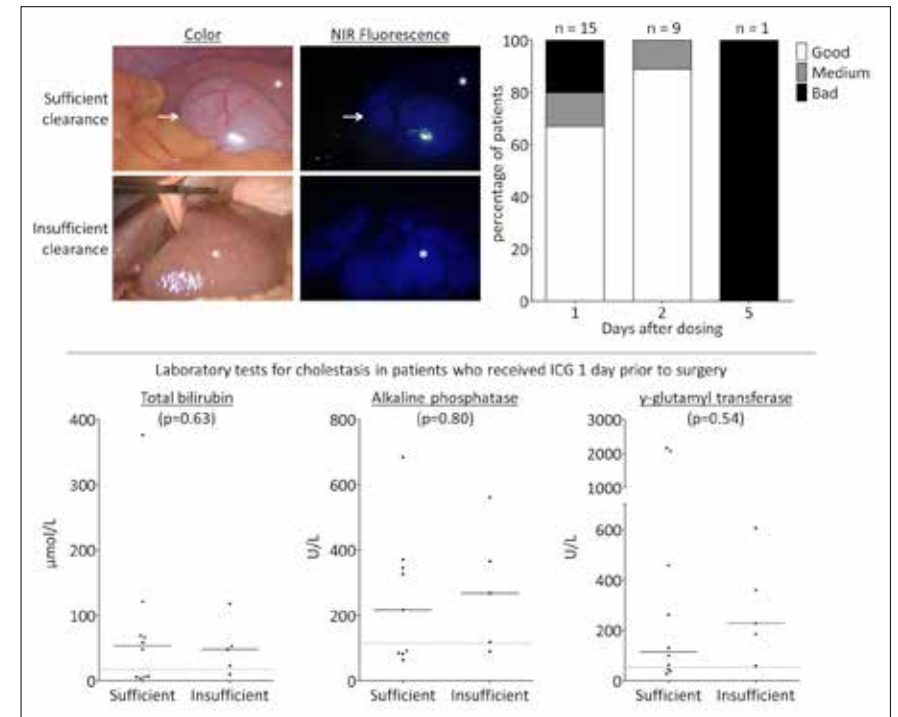 Color
NIR Fluorescence
Sufficient
clearance
Insufficient
clearance
n = 15
n = 9
n = 1
Good
Medium
Bad
percentage of patients
100
80
60
40
20
0
1
2
5
Days after dosing
Laboratory tests for cholestasis in patients who received ICG 1 day prior to surgery
Total bilirubin
(p=0.63)
μmol/L
400
300
200
100
0
Sufficient
Insufficient
Alkaline phosphatase
(p=0.80)
U/L
800
600
400
200
0
Sufficient
Insufficient
γ-glutamyl transferase
(p=0.54)
U/L
3000
2000
1000
600
400
200
0
Sufficient
Insufficient